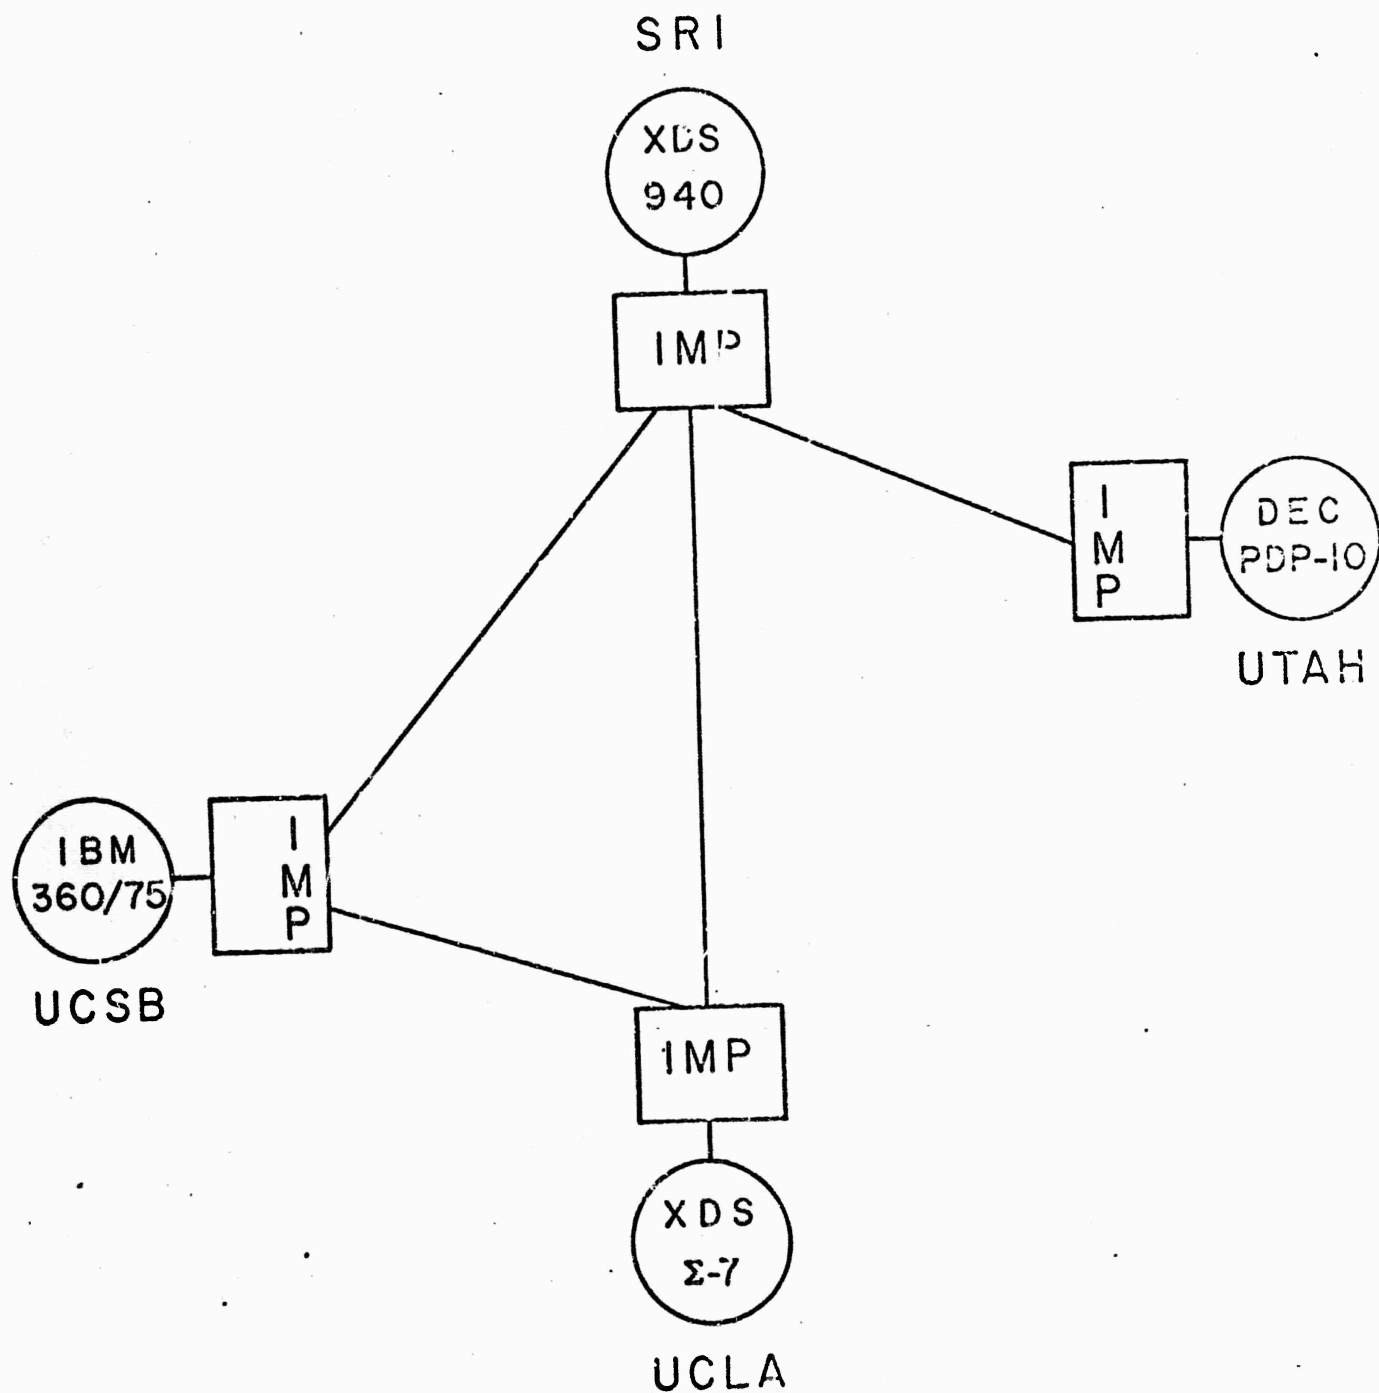 SRI
XDS
940
IMP
I
M
P
DEC
PDP-10
UTAH
I
M
P
IBM
360/75
UCSB
IMP
XDS
Σ-7
UCLA